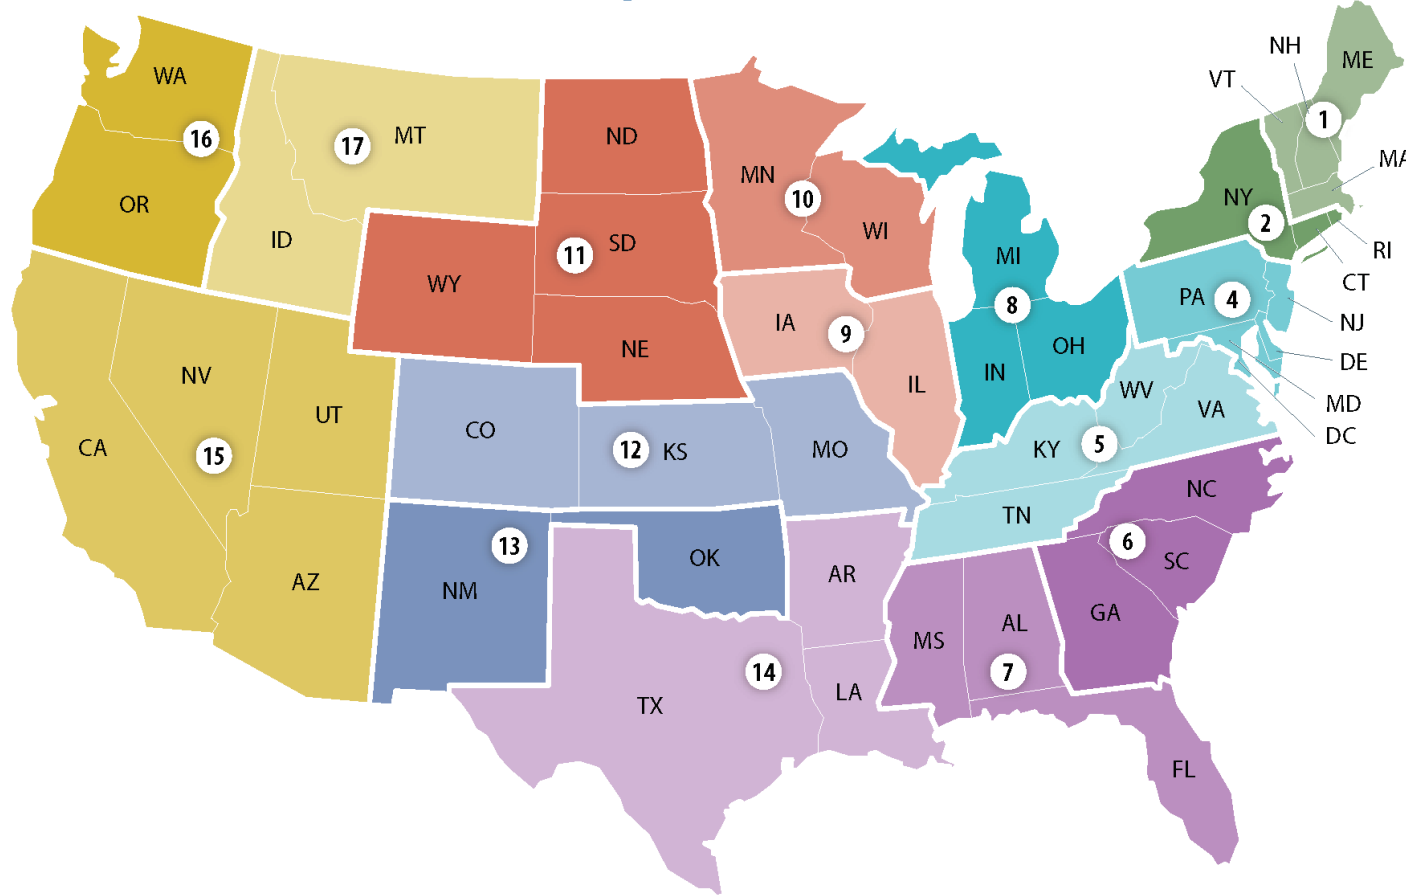 NH
ME
WA
VT
1
16
17
MT
ND
MA
MN
10
NY
OR
2
ID
11
SD
WI
MI
RI
WY
CT
PA
4
8
IA
9
NJ
NE
OH
DE
NV
IN
IL
WV
MD
UT
VA
DC
CO
CA
15
12
KS
MO
KY
5
NC
TN
13
6
OK
SC
AZ
AR
NM
GA
AL
MS
14
7
LA
TX
FL